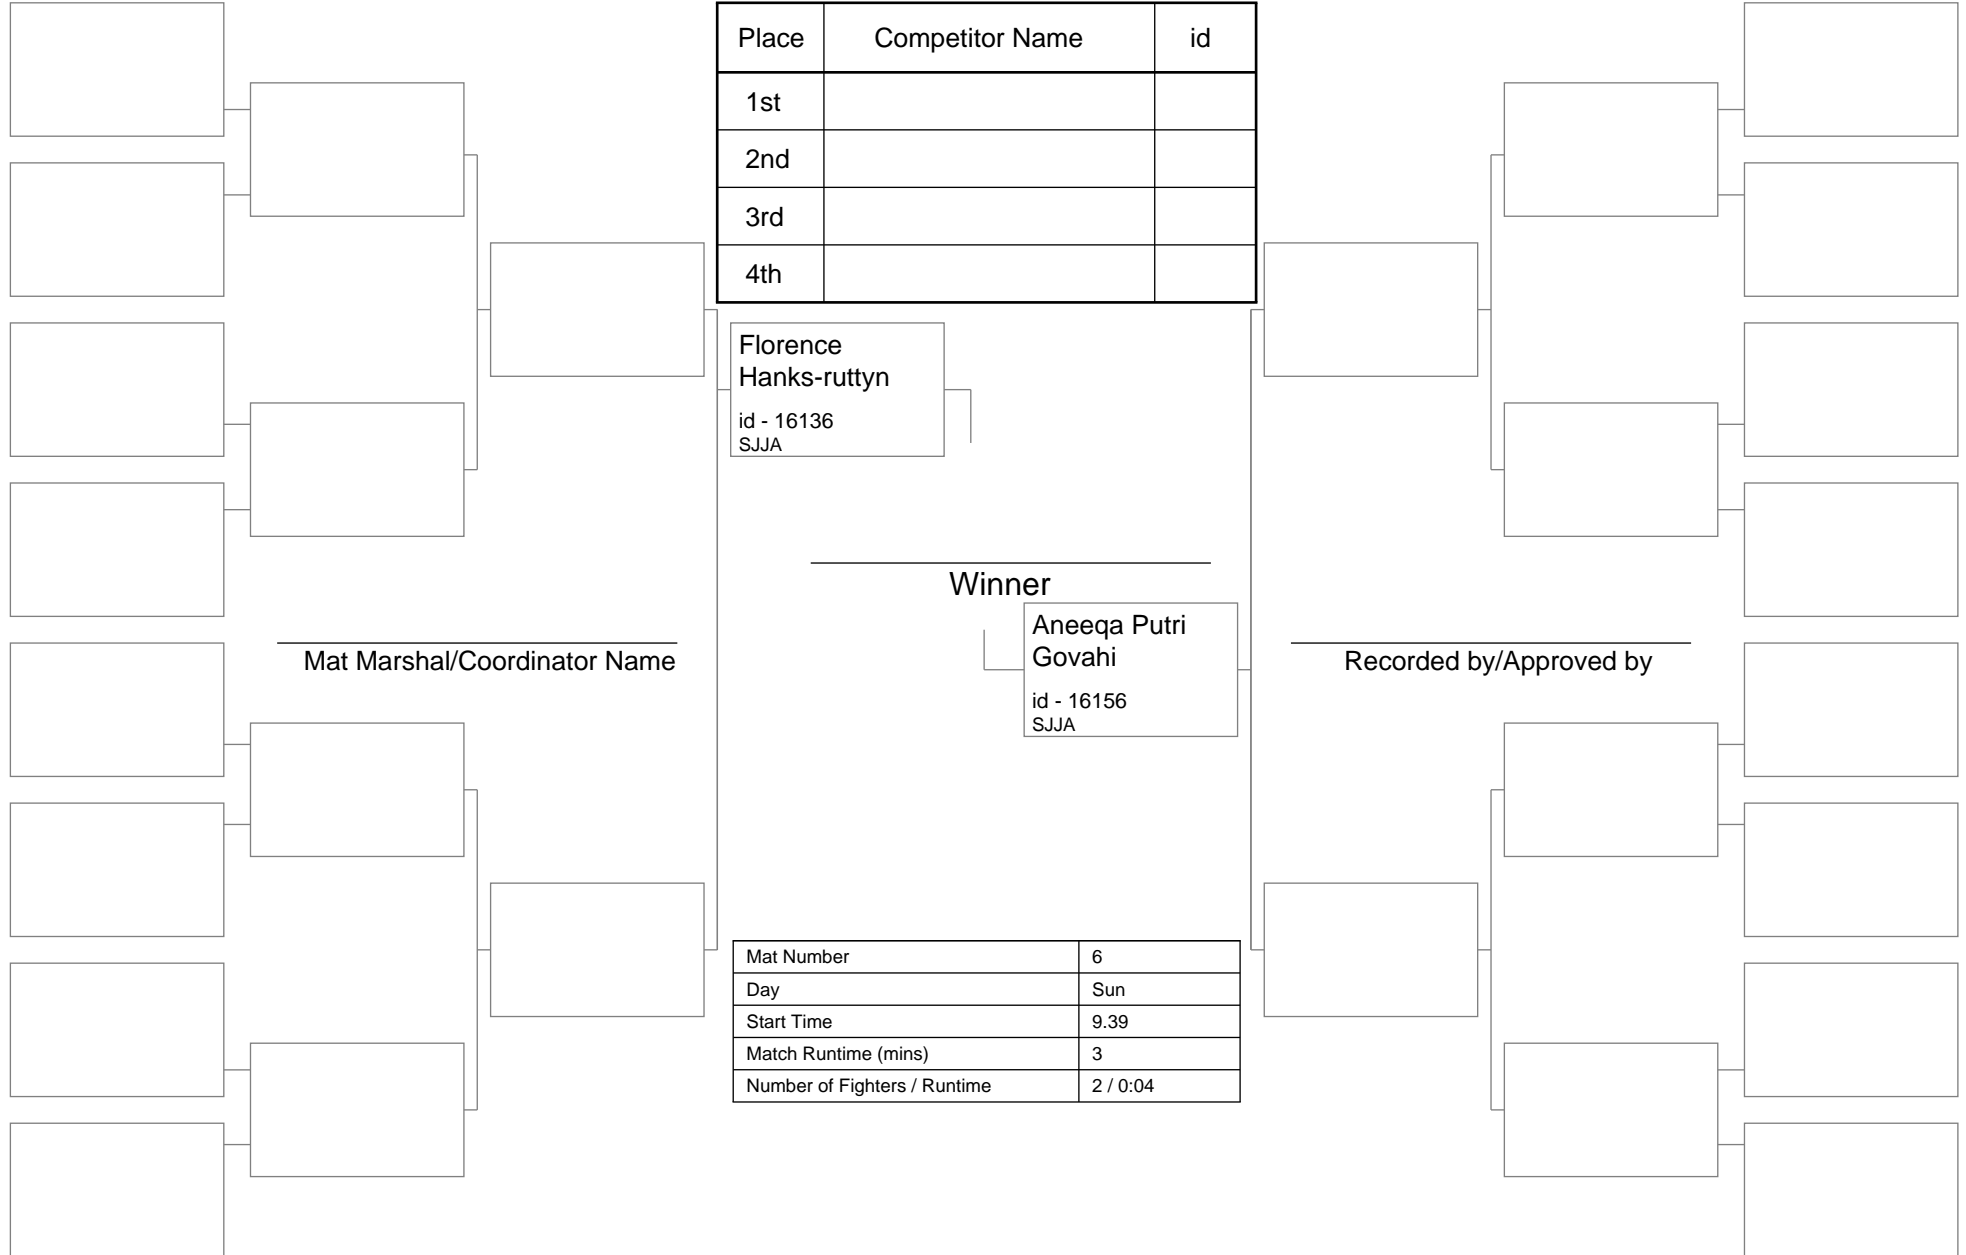 Place Competitor Name id
1st
2nd
3rd
4th
Florence
Hanks-ruttyn
id - 16136
SJJA
Winner
Aneeqa Putri
Govahi
id - 16156
SJJA
Mat Marshal/Coordinator Name
Recorded by/Approved by
Mat Number 6
Day Sun
Start Time 9.39
Match Runtime (mins) 3
Number of Fighters / Runtime 2 / 0:04